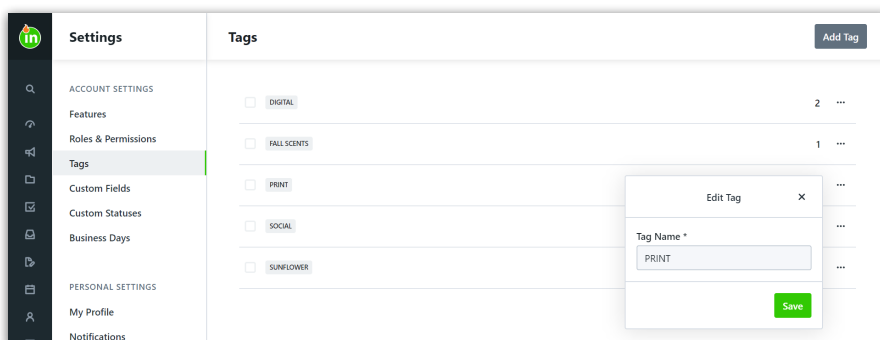 in
Settings
Tags
Add Tag
ACCOUNT SETTINGS
Features
Roles & Permissions
Tags
Custom Fields
Custom Statuses
Business Days
PERSONAL SETTINGS
My Profile
Notifications
DIGITAL 2
FALL SCENTS 1
PRINT
SOCIAL
SUNFLOWER
Edit Tag
Tag Name *
PRINT
Save